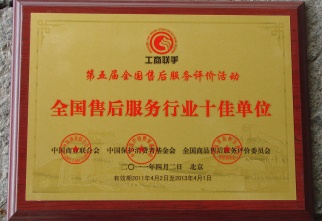 工商联手
第五届全国售后服务评价活动
全国售后服务行业十佳单位
中国商业联合会 中国保护消费者基金会 全国商品售后服务评价委员会
二〇一一年四月二日 北京
有效期2011年4月2日至2013年4月1日